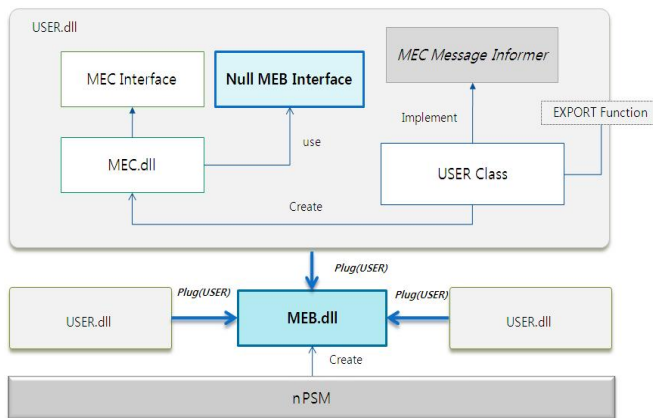 USER.dll
MEC Interface
Null MEB Interface
MEC Message Informer
EXPORT Function
Implement
use
MEC.dll
USER Class
Create
Plug(USER)
Plug(USER)
Plug(USER)
USER.dll
MEB.dll
USER.dll
Create
nPSM